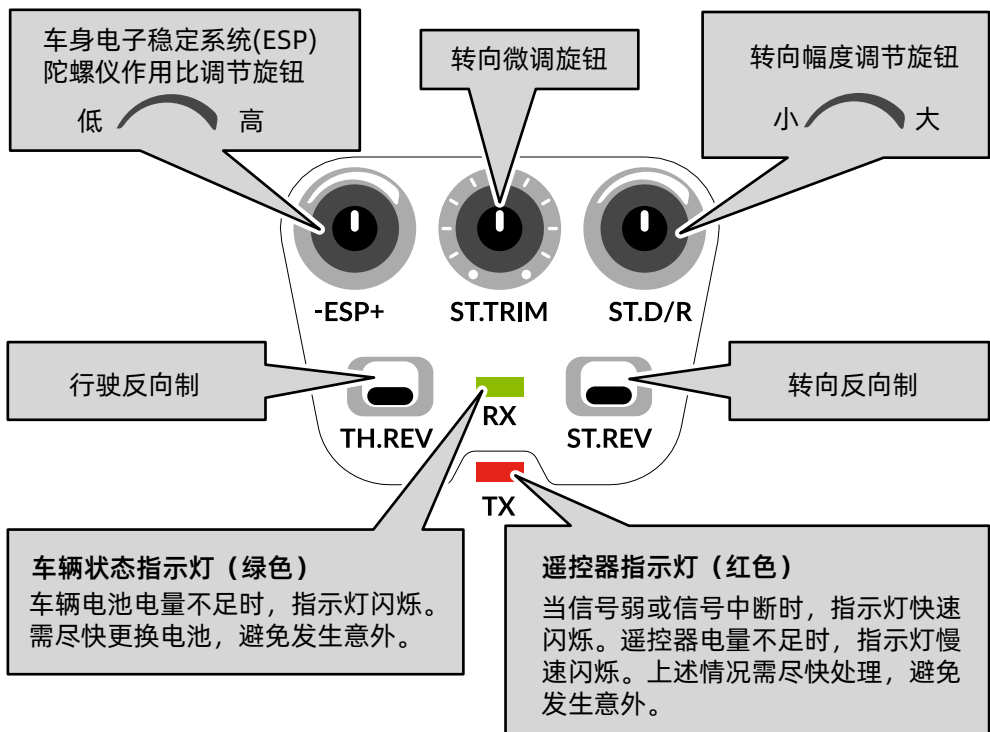 车身电子稳定系统(ESP)
陀螺仪作用比调节旋钮
低 高
转向微调旋钮
转向幅度调节旋钮
小 大
-ESP+
ST.TRIM
ST.D/R
行驶反向制
转向反向制
TH.REV
RX
ST.REV
TX
车辆状态指示灯（绿色）
车辆电池电量不足时，指示灯闪烁。
需尽快更换电池，避免发生意外。
遥控器指示灯（红色）
当信号弱或信号中断时，指示灯快速
闪烁。遥控器电量不足时，指示灯慢
速闪烁。上述情况需尽快处理，避免
发生意外。